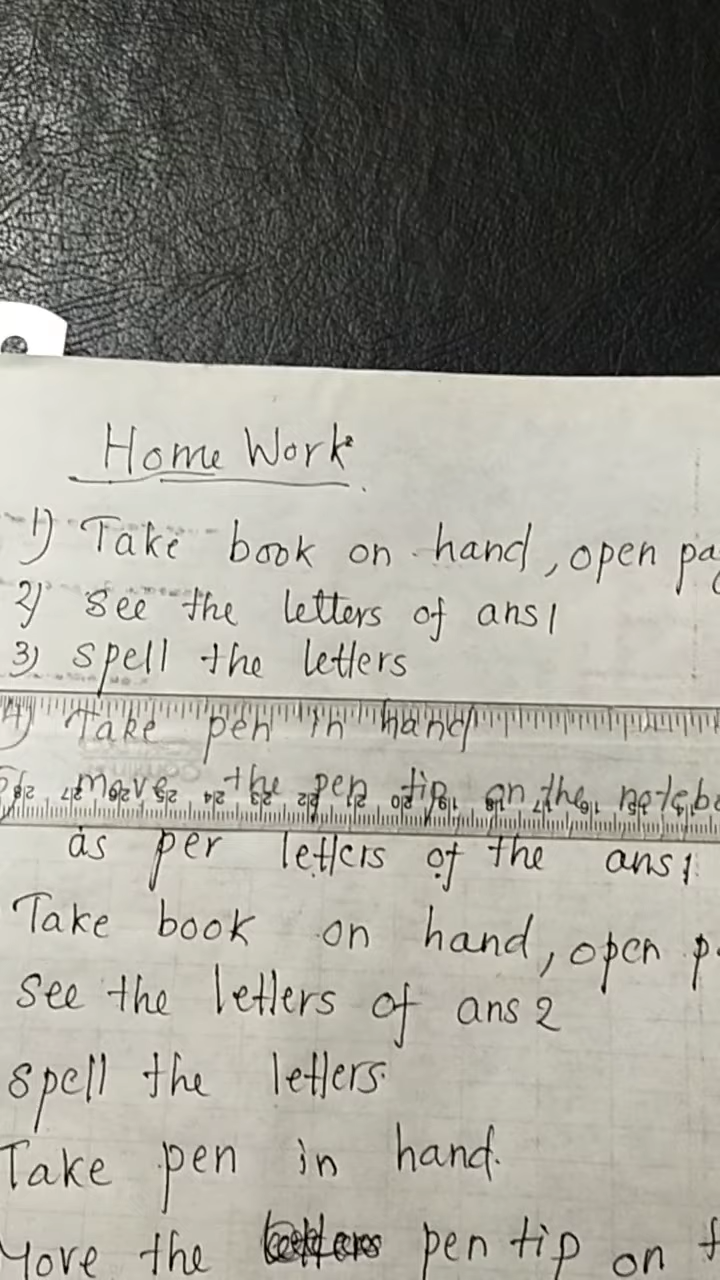 Home Work
1) Take book on hand, open pa
2) see the letters of ans1
3) spell the letters
4) Take pen in hand
move the pen tip on the noteb
as per letters of the ans1.
Take book on hand, open p
see the letters of ans 2
spell the letters.
Take pen in hand.
Move the pen tip on t